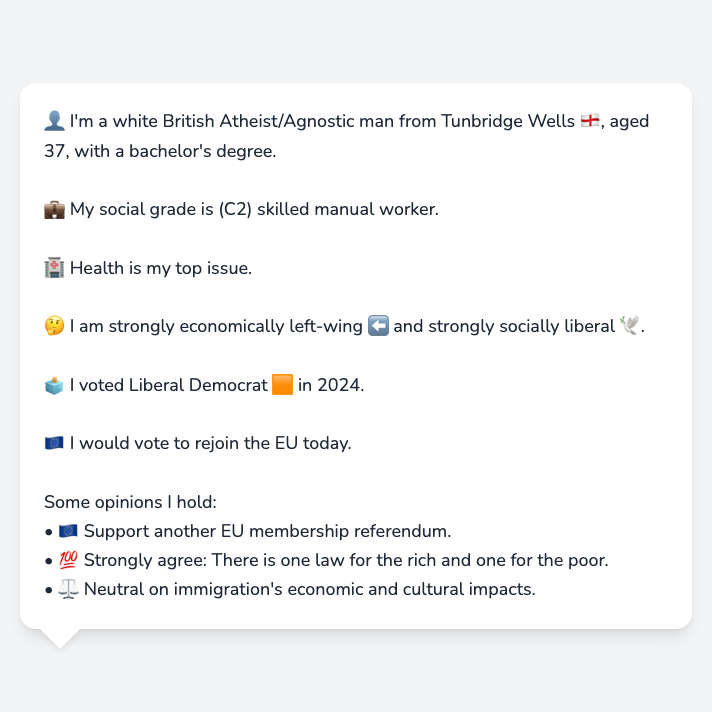 👤 I'm a white British Atheist/Agnostic man from Tunbridge Wells 🏴󠁧󠁢󠁥󠁮󠁧󠁿, aged
37, with a bachelor's degree.
💼 My social grade is (C2) skilled manual worker.
🏥 Health is my top issue.
🤔 I am strongly economically left-wing ⬅️ and strongly socially liberal 🕊️.
🗳️ I voted Liberal Democrat 🟧 in 2024.
🇪🇺 I would vote to rejoin the EU today.
Some opinions I hold:
• 🇪🇺 Support another EU membership referendum.
• 💯 Strongly agree: There is one law for the rich and one for the poor.
• ⚖️ Neutral on immigration's economic and cultural impacts.